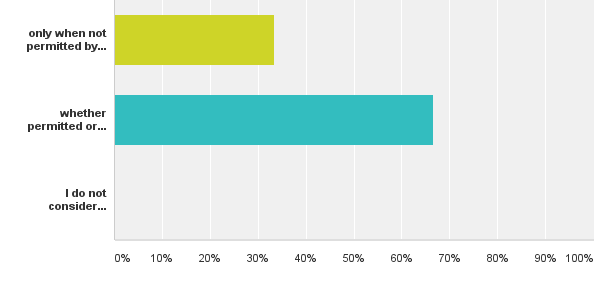 only when not
permitted by...
whether
permitted or...
I do not
consider...
0% 10% 20% 30% 40% 50% 60% 70% 80% 90% 100%